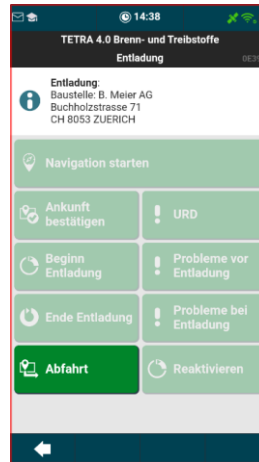 14:38
TETRA 4.0 Brenn- und Treibstoffe
Entladung
Entladung:
Baustelle: B. Meier AG
Buchholzstrasse 71
CH 8053 ZUERICH
Navigation starten
Ankunft
bestätigen
URD
Beginn
Entladung
Probleme vor
Entladung
Ende Entladung
Probleme bei
Entladung
Abfahrt
Reaktivieren